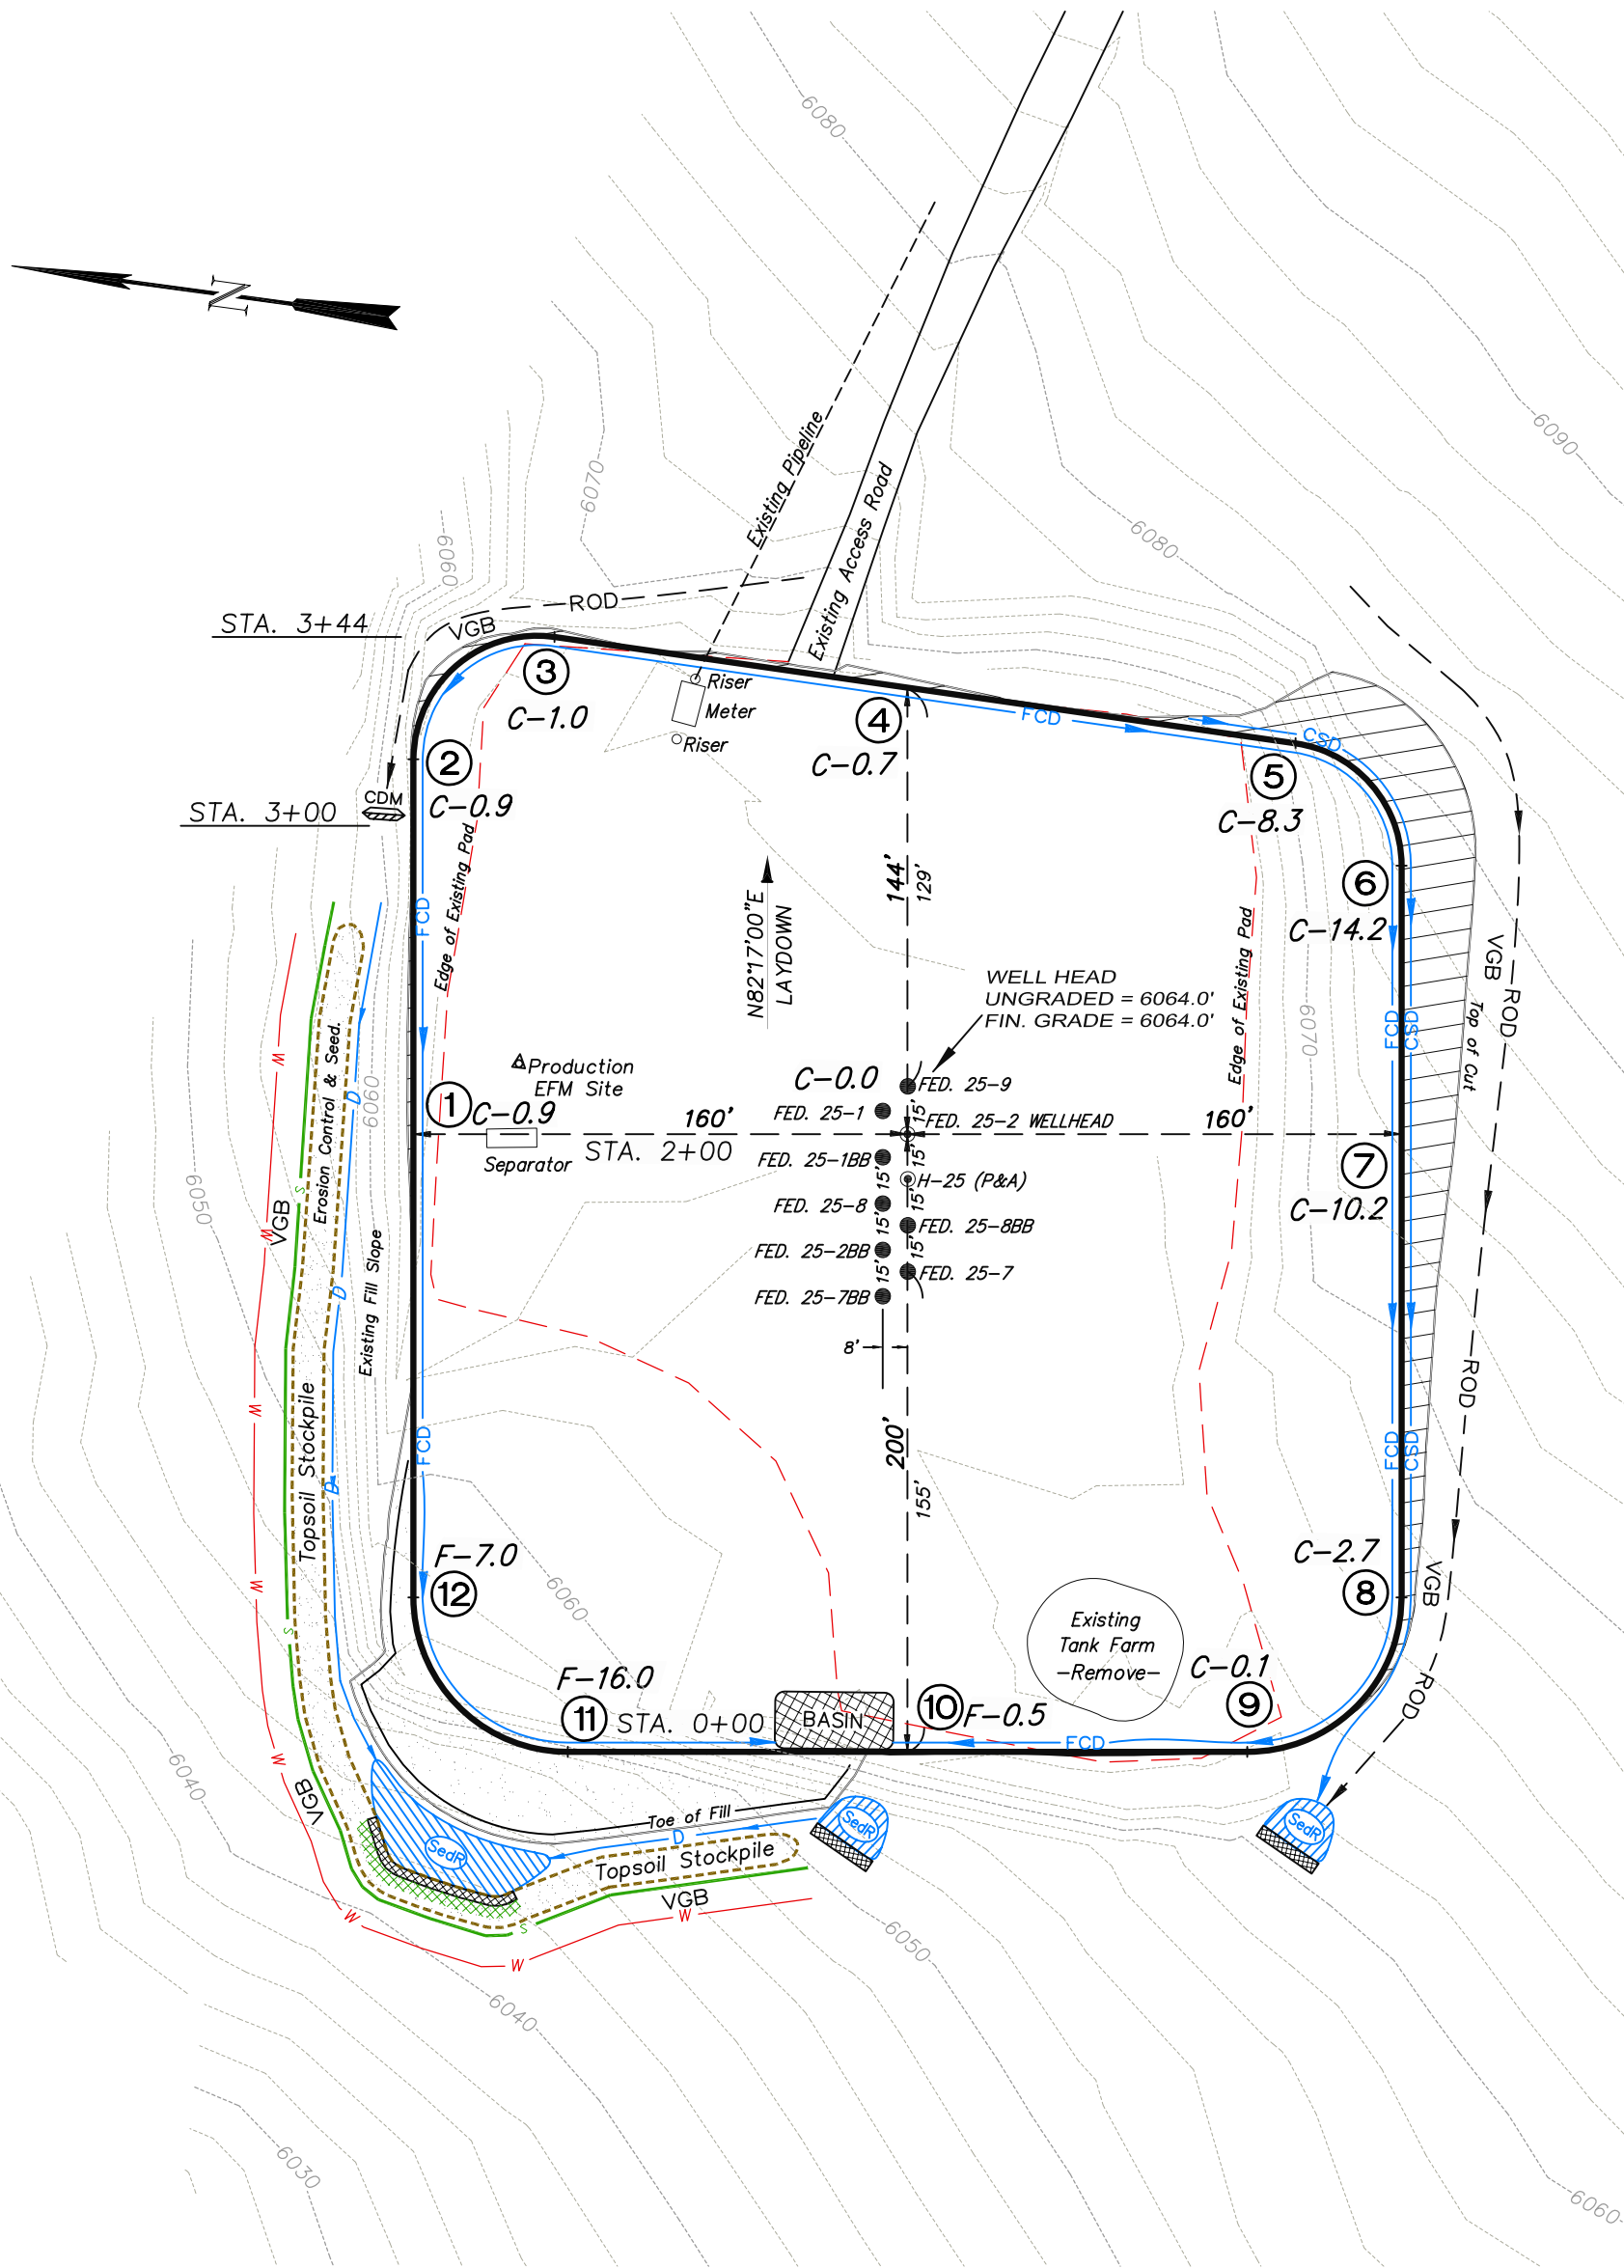 6080
N
6090
6070
Existing Pipeline
6080
6060
Existing Access Road
ROD
STA. 3+44
VGB
3
C-1.0
Riser
Meter
Riser
4
C-0.7
FCD
CSD
5
C-8.3
2
C-0.9
CDM
STA. 3+00
Edge of Existing Pad
FCD
144'
129'
N82°17'00"E
LAYDOWN
6
C-14.2
VGB
ROD
Top of Cut
Edge of Existing Pad
6070
FCD
CSD
WELL HEAD
UNGRADED = 6064.0'
FIN. GRADE = 6064.0'
W
Erosion Control & Seed.
D
6060
Production
EFM Site
C-0.0
FED. 25-9
1
C-0.9
160'
FED. 25-1
15'
FED. 25-2 WELLHEAD
160'
Separator
STA. 2+00
FED. 25-1BB
15'
7
C-10.2
15'
H-25 (P&A)
FED. 25-8
15'
FED. 25-8BB
15'
FED. 25-2BB
15'
FED. 25-7
15'
FED. 25-7BB
8'
6050
S
VGB
W
D
Existing Fill Slope
200'
155'
ROD
FCD
CSD
FCD
W
Topsoil Stockpile
D
F-7.0
12
6060
C-2.7
8
VGB
W
S
Existing
Tank Farm
-Remove-
C-0.1
9
ROD
F-16.0
11
STA. 0+00
BASIN
10
F-0.5
FCD
W
6040
VGB
Toe of Fill
D
SedR
SedR
SedR
Topsoil Stockpile
VGB
W
S
W
W
6050
6040
6030
6060